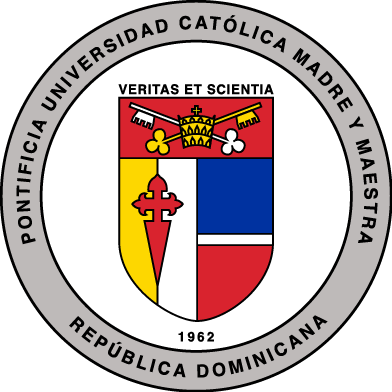 PONTIFICIA UNIVERSIDAD CATÓLICA MADRE Y MAESTRA
VERITAS ET SCIENTIA
1962
REPÚBLICA DOMINICANA